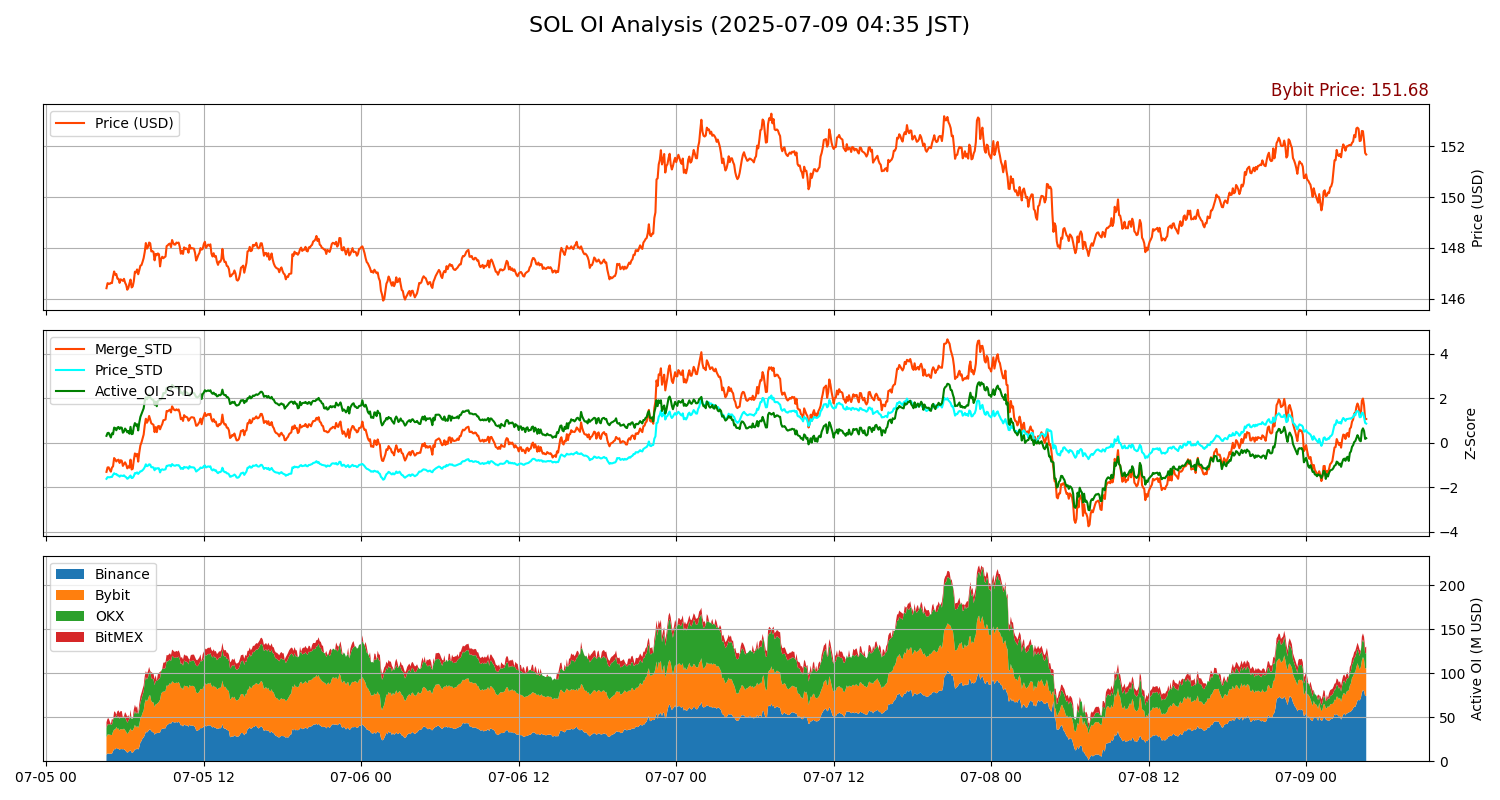 SOL OI Analysis (2025-07-09 04:35 JST)
Bybit Price: 151.68
Price (USD)
152
150
148
146
Price (USD)
Merge_STD
Price_STD
Active_OI_STD
4
2
0
−2
−4
Z-Score
Binance
Bybit
OKX
BitMEX
200
150
100
50
0
Active OI (M USD)
07-05 00
07-05 12
07-06 00
07-06 12
07-07 00
07-07 12
07-08 00
07-08 12
07-09 00